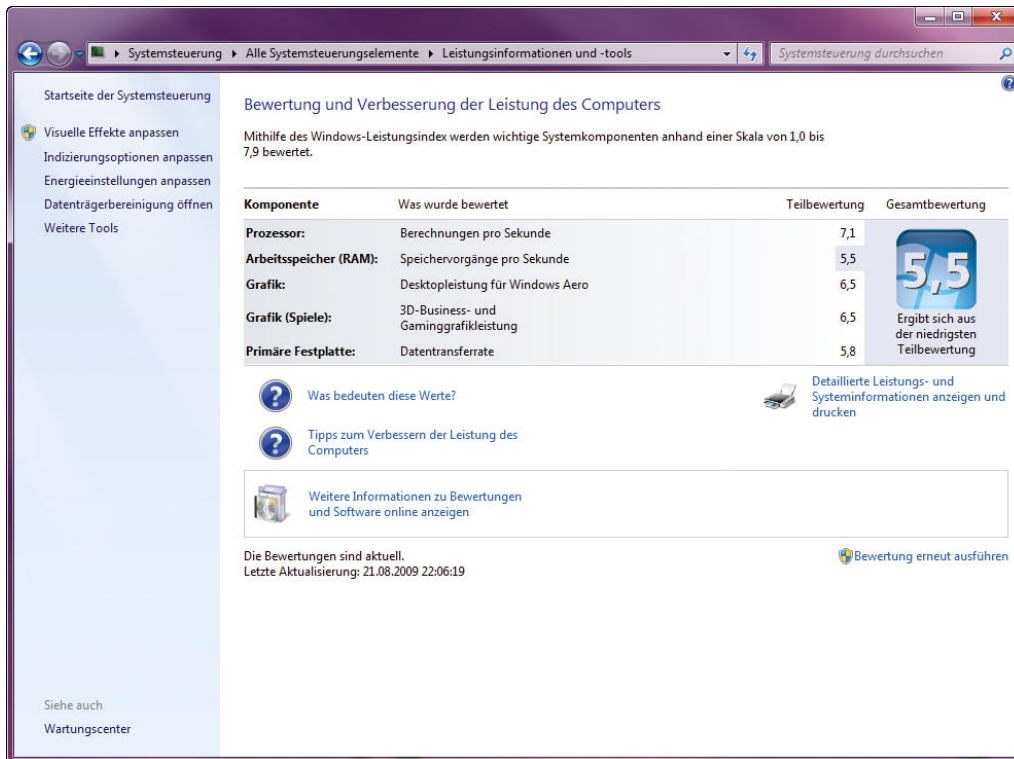 Systemsteuerung ▸ Alle Systemsteuerungselemente ▸ Leistungsinformationen und -tools
Systemsteuerung durchsuchen
Startseite der Systemsteuerung
Visuelle Effekte anpassen
Indizierungsoptionen anpassen
Energieeinstellungen anpassen
Datenträgerbereinigung öffnen
Weitere Tools
Siehe auch
Wartungscenter
Bewertung und Verbesserung der Leistung des Computers
Mithilfe des Windows-Leistungsindex werden wichtige Systemkomponenten anhand einer Skala von 1,0 bis
7,9 bewertet.
Komponente Was wurde bewertet Teilbewertung Gesamtbewertung
Prozessor: Berechnungen pro Sekunde 7,1
Arbeitsspeicher (RAM): Speichervorgänge pro Sekunde 5,5
Grafik: Desktopleistung für Windows Aero 6,5
Grafik (Spiele): 3D-Business- und
Gaminggrafikleistung 6,5
Primäre Festplatte: Datentransferrate 5,8
5,5
Ergibt sich aus
der niedrigsten
Teilbewertung
Was bedeuten diese Werte?
Tipps zum Verbessern der Leistung des
Computers
Detaillierte Leistungs- und
Systeminformationen anzeigen und
drucken
Weitere Informationen zu Bewertungen
und Software online anzeigen
Die Bewertungen sind aktuell.
Letzte Aktualisierung: 21.08.2009 22:06:19
Bewertung erneut ausführen